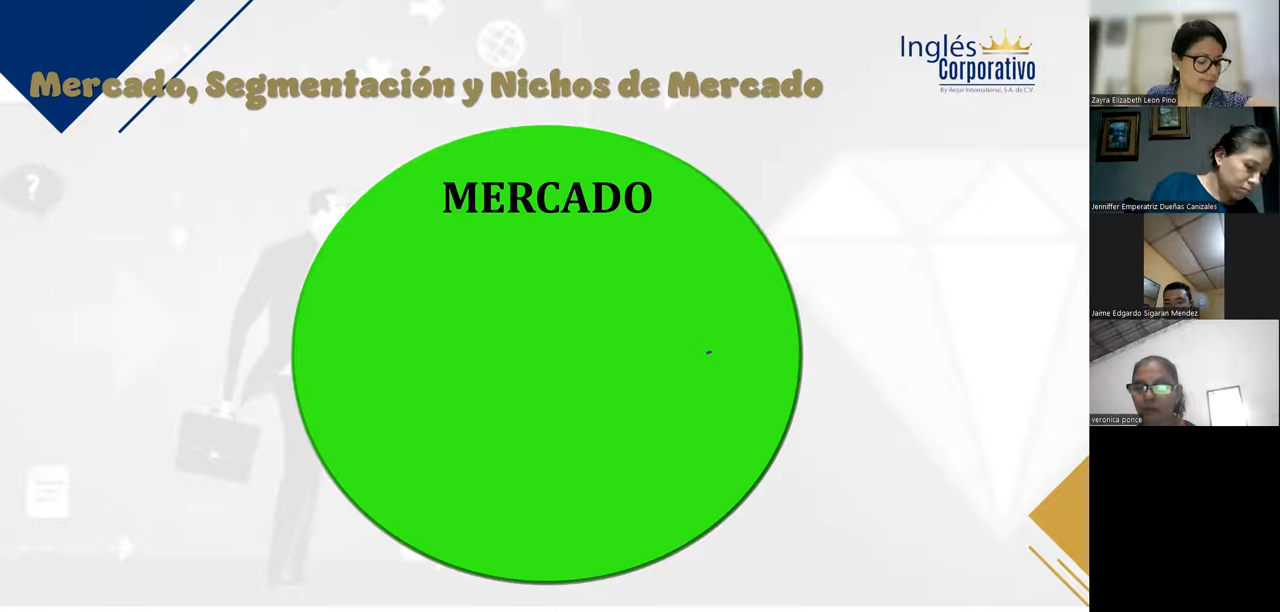 Mercado, Segmentación y Nichos de Mercado
Inglés
Corporativo
By Regal International, S.A. de C.V.
MERCADO
?
Zayra Elizabeth Leon Pino
Jenniffer Emperatriz Dueñas Canizales
Jaime Edgardo Sigaran Mendez
veronica ponce